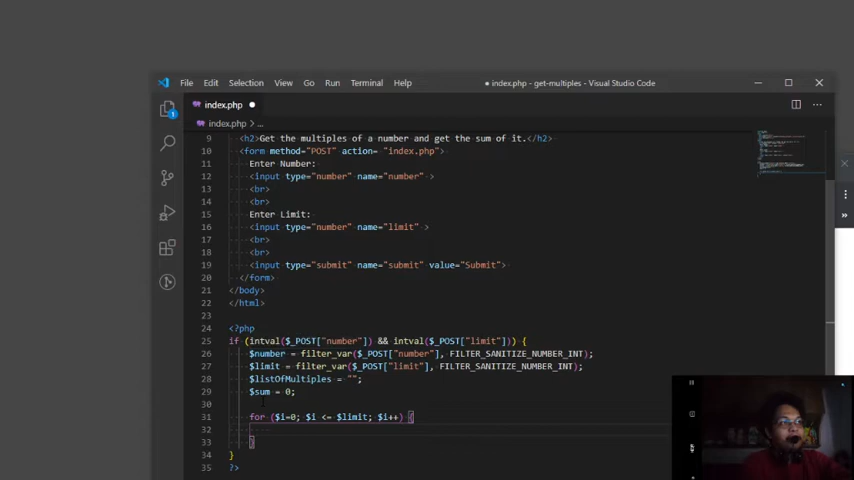 File Edit Selection View Go Run Terminal Help ● index.php - get-multiples - Visual Studio Code
index.php ●
index.php > ...
9 <h2>Get the multiples of a number and get the sum of it.</h2>
10 <form method="POST" action= "index.php">
11 Enter Number:
12 <input type="number" name="number" >
13 <br>
14 <br>
15 Enter Limit:
16 <input type="number" name="limit" >
17 <br>
18 <br>
19 <input type="submit" name="submit" value="Submit">
20 </form>
21 </body>
22 </html>
23
24 <?php
25 if (intval($_POST["number"]) && intval($_POST["limit"])) {
26 $number = filter_var($_POST["number"], FILTER_SANITIZE_NUMBER_INT);
27 $limit = filter_var($_POST["limit"], FILTER_SANITIZE_NUMBER_INT);
28 $listOfMultiples = "";
29 $sum = 0;
30
31 for ($i=0; $i <= $limit; $i++) {
32
33 }
34 }
35 ?>
1